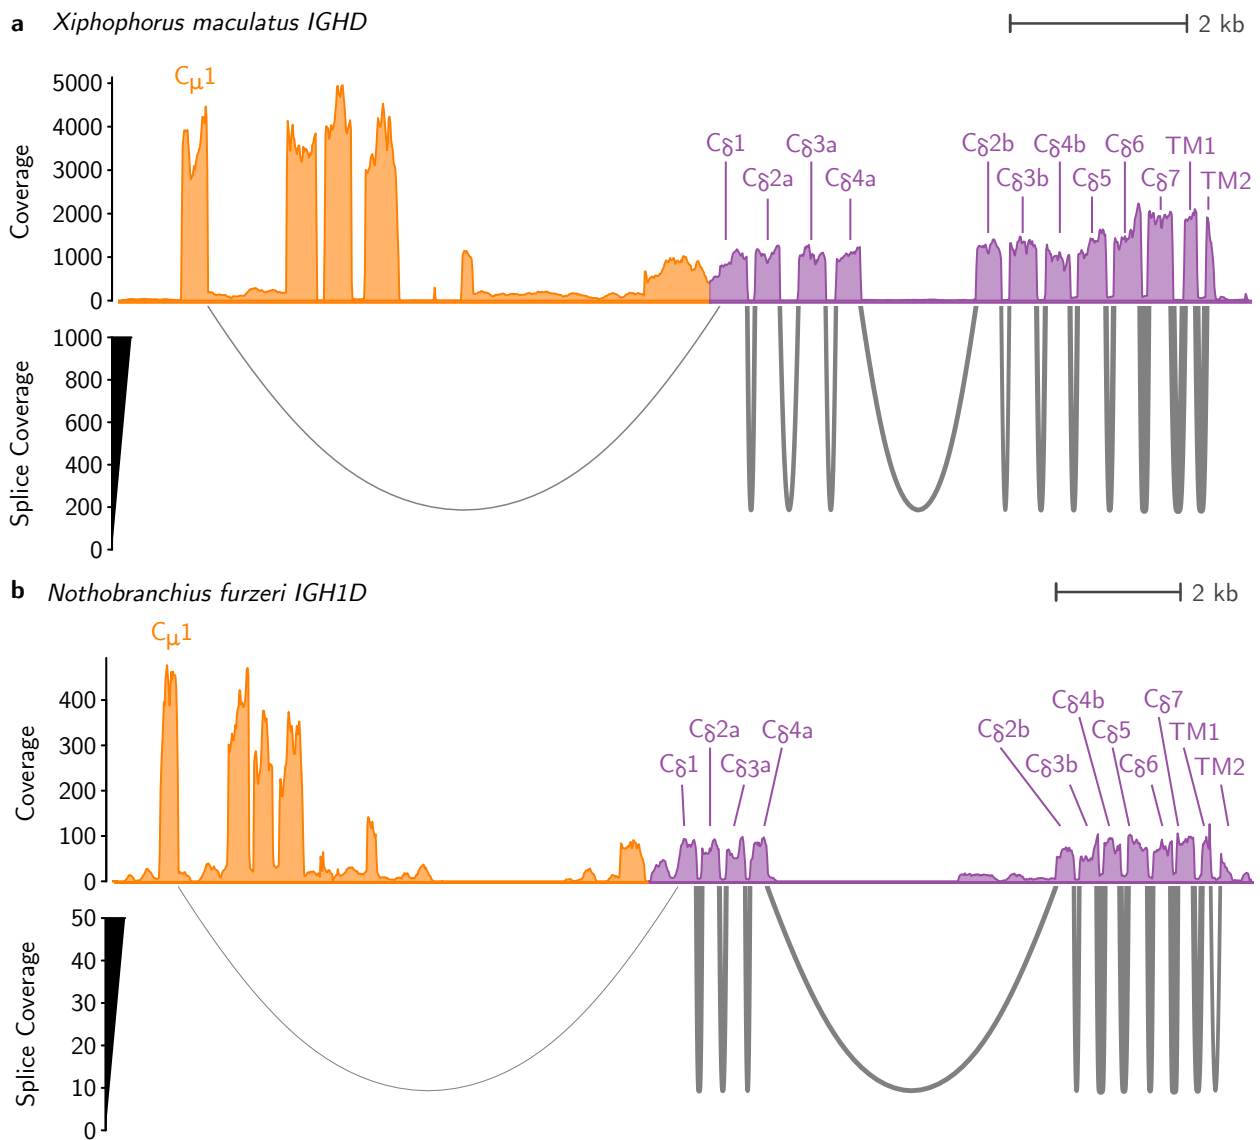 a Xiphophorus maculatus IGHD
2 kb
Cμ1
Coverage
5000
4000
3000
2000
1000
0
Cδ1 Cδ3a Cδ2b Cδ4b Cδ6 TM1
Cδ2a Cδ4a Cδ3b Cδ5 Cδ7 TM2
Splice Coverage
1000
800
600
400
200
0
b Nothobranchius furzeri IGH1D
2 kb
Cμ1
Coverage
400
300
200
100
0
Cδ4b Cδ7
Cδ2a Cδ4a Cδ2b Cδ5 TM1
Cδ1 Cδ3a Cδ3b Cδ6 TM2
Splice Coverage
50
40
30
20
10
0